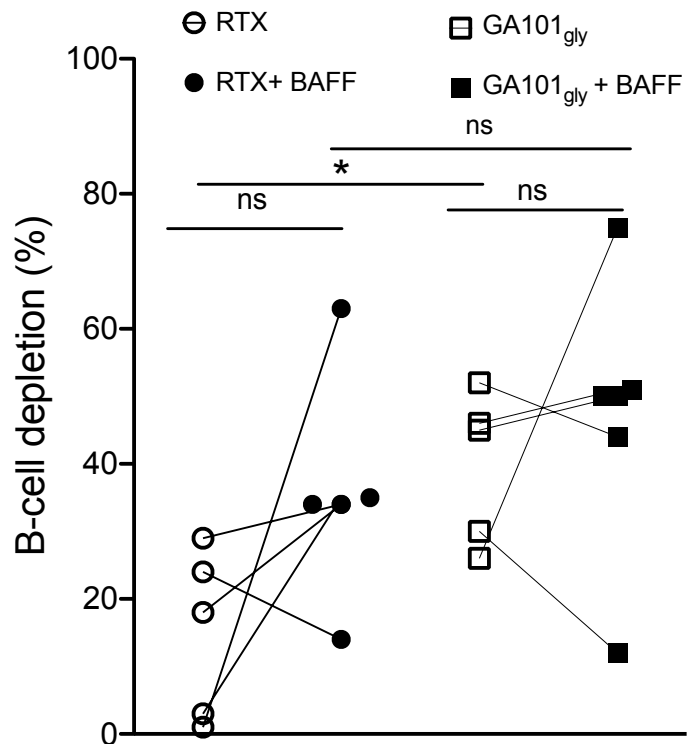 RTX
GA101gly
RTX+ BAFF
GA101gly + BAFF
B-cell depletion (%)
100
80
60
40
20
0
ns
*
ns
ns